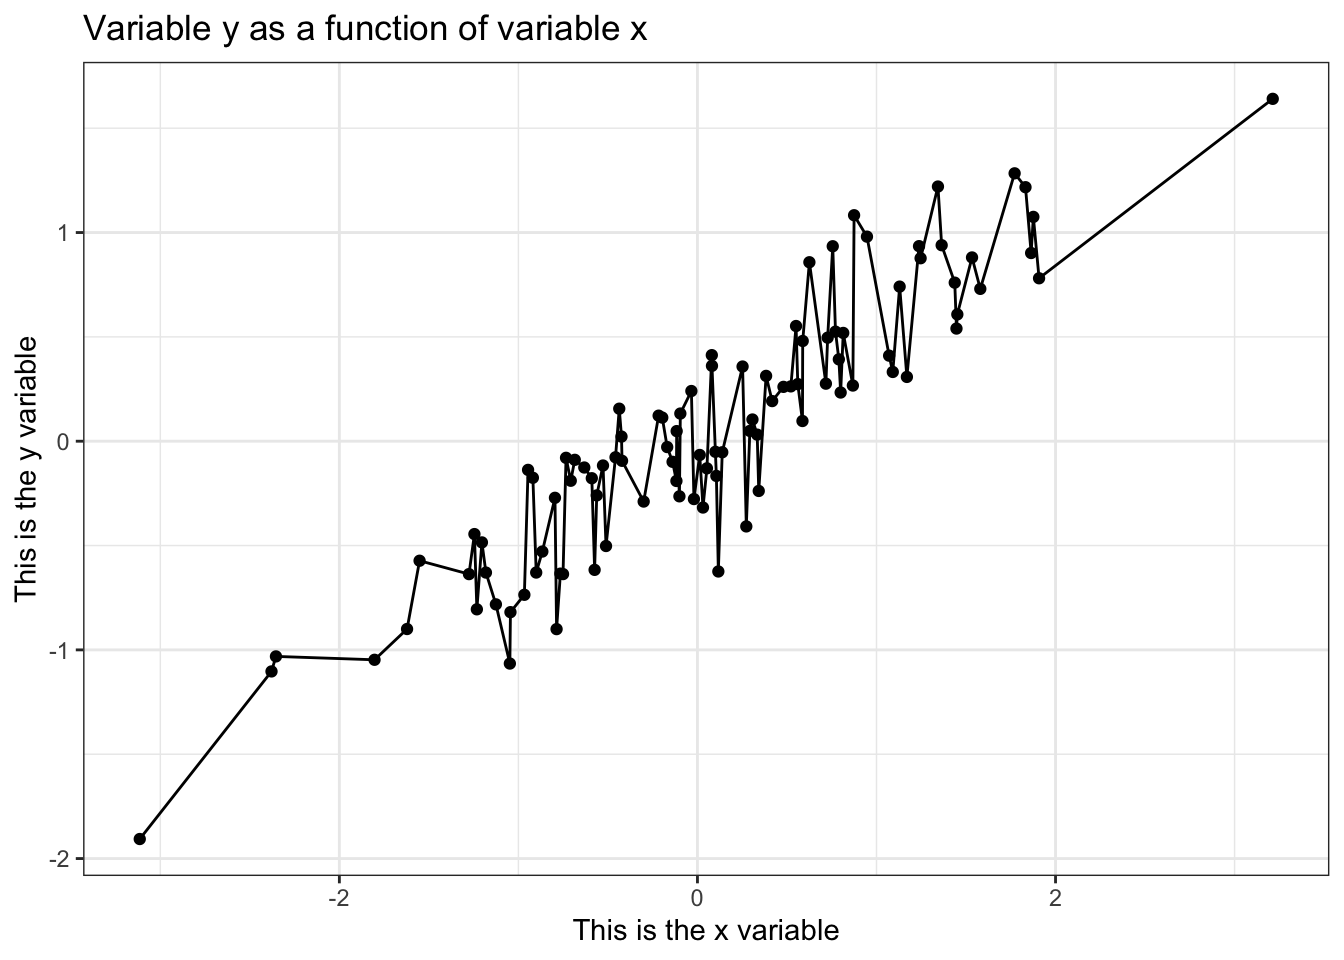 Variable y as a function of variable x
This is the y variable
1
0
-1
-2
-2
0
2
This is the x variable